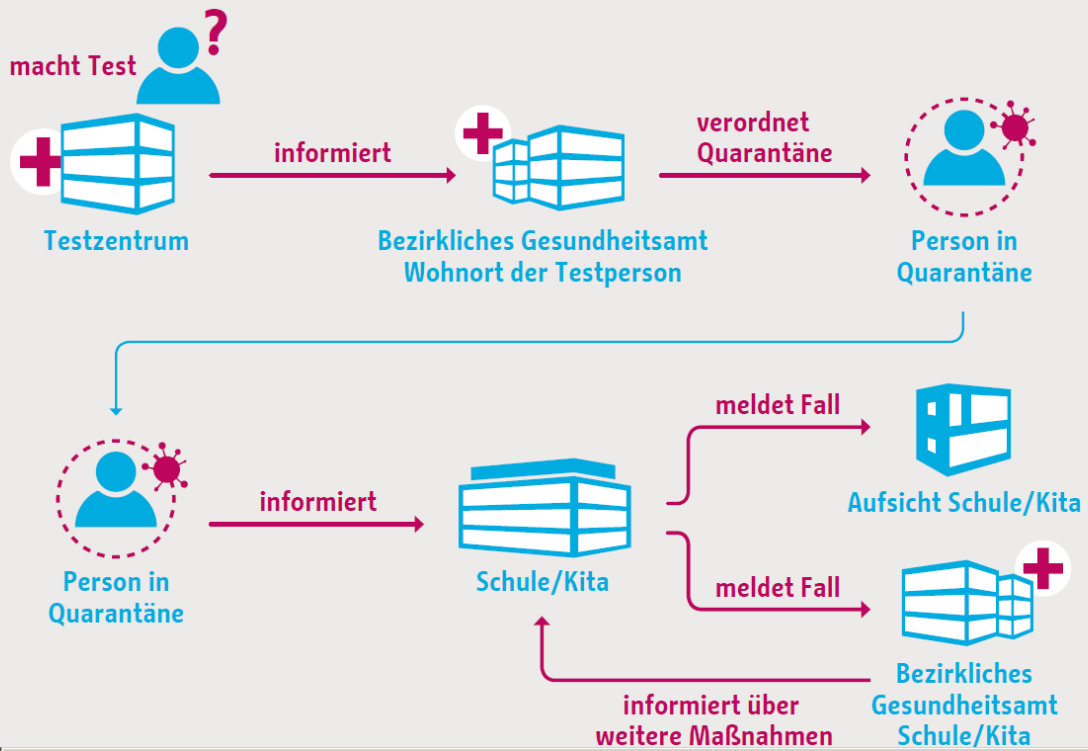 ?
macht Test
informiert
verordnet
Quarantäne
Testzentrum
Bezirkliches Gesundheitsamt
Wohnort der Testperson
Person in
Quarantäne
meldet Fall
informiert
Aufsicht Schule/Kita
Person in
Quarantäne
Schule/Kita
meldet Fall
informiert über
weitere Maßnahmen
Bezirkliches
Gesundheitsamt
Schule/Kita